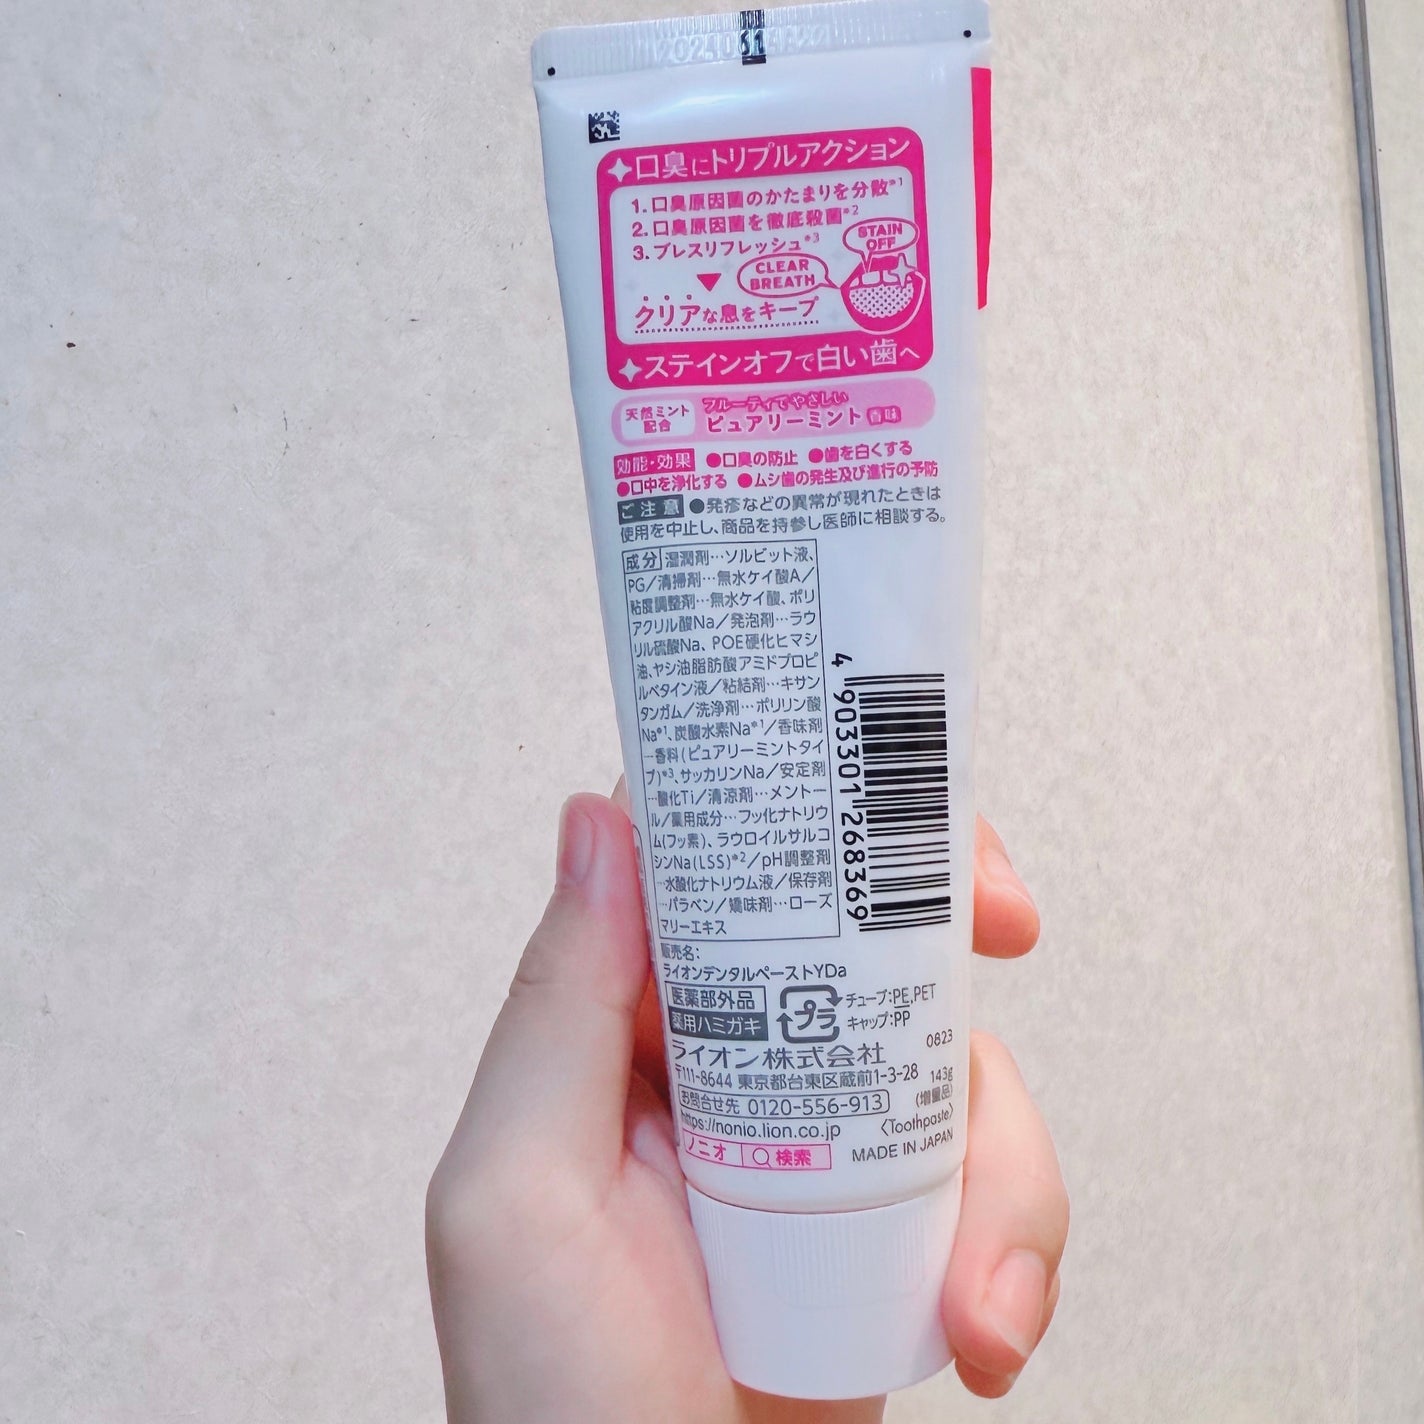 口臭にトリプルアクション
1.口臭原因菌のかたまりを分散*1
2.口臭原因菌を徹底殺菌*2
3.ブレスリフレッシュ*3
STAIN
OFF
CLEAR
BREATH
クリアな息をキープ
ステインオフで白い歯へ
天然ミント
配合
フルーティでやさしい
ピュアリーミント 香味
効能・効果 ●口臭の防止 ●歯を白くする
●口中を浄化する ●ムシ歯の発生及び進行の予防
ご注意 ●発疹などの異常が現れたときは
使用を中止し、商品を持参し医師に相談する。
成分 湿潤剤…ソルビット液、
PG/清掃剤…無水ケイ酸A/
粘度調整剤…無水ケイ酸、ポリ
アクリル酸Na/発泡剤…ラウ
リル硫酸Na、POE硬化ヒマシ
油、ヤシ油脂肪酸アミドプロピ
ルベタイン液/粘結剤…キサン
タンガム/洗浄剤…ポリリン酸
Na*1、炭酸水素Na*1/香味剤
…香料(ピュアリーミントタイ
プ)*3、サッカリンNa/安定剤
…酸化Ti/清涼剤…メントー
ル/薬用成分…フッ化ナトリウ
ム(フッ素)、ラウロイルサルコ
シンNa(LSS)*2/pH調整剤
…水酸化ナトリウム液/保存剤
…パラベン/矯味剤…ローズ
マリーエキス
4 903301 268369
販売名:
ライオンデンタルペーストYDa
医薬部外品
薬用ハミガキ
プラ
チューブ:PE,PET
キャップ:PP
ライオン株式会社
0823
〒111-8644 東京都台東区蔵前1-3-28
143g
(増量品)
お問合せ先 0120-556-913
https://nonio.lion.co.jp
〈Toothpaste〉
ノニオ 検索
MADE IN JAPAN